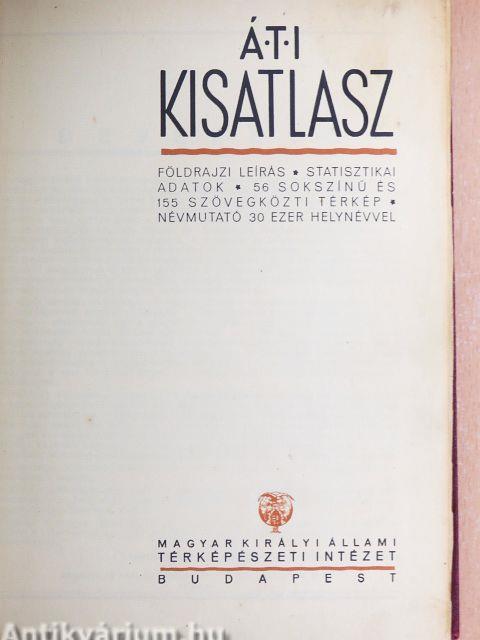 Á·T·I
KISATLASZ
FÖLDRAJZI LEÍRÁS * STATISZTIKAI
ADATOK * 56 SOKSZÍNŰ ÉS
155 SZÖVEGKÖZTI TÉRKÉP *
NÉVMUTATÓ 30 EZER HELYNÉVVEL
MAGYAR KIRÁLYI ÁLLAMI
TÉRKÉPÉSZETI INTÉZET
BUDAPEST
Antikvárium.hu